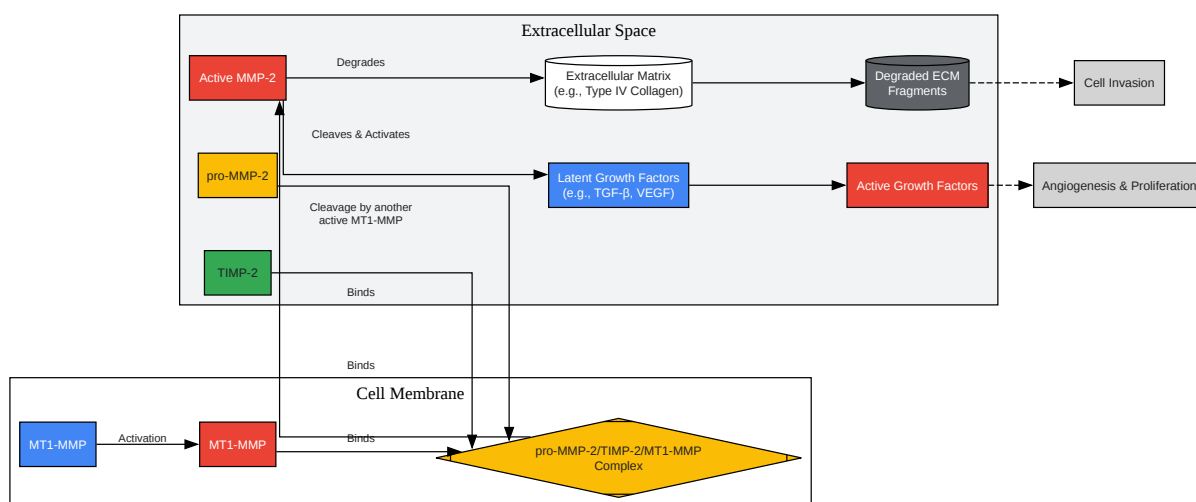 Extracellular Space
Active MMP-2
Degrades
Extracellular Matrix
(e.g., Type IV Collagen)
Degraded ECM
Fragments
Cell Invasion
Cleaves & Activates
pro-MMP-2
Latent Growth Factors
(e.g., TGF-β, VEGF)
Active Growth Factors
Angiogenesis & Proliferation
Cleavage by another
active MT1-MMP
TIMP-2
Binds
Binds
Cell Membrane
MT1-MMP
Activation
MT1-MMP
Binds
pro-MMP-2/TIMP-2/MT1-MMP
Complex